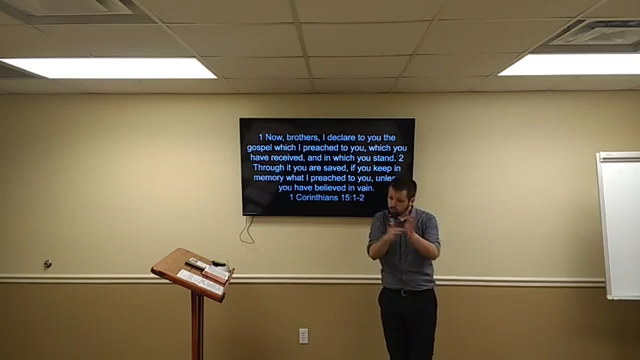 1 Now, brothers, I declare to you the
gospel which I preached to you, which you
have received, and in which you stand. 2
Through it you are saved, if you keep in
memory what I preached to you,
you have believed in vain.
1 Corinthians 15:1-2